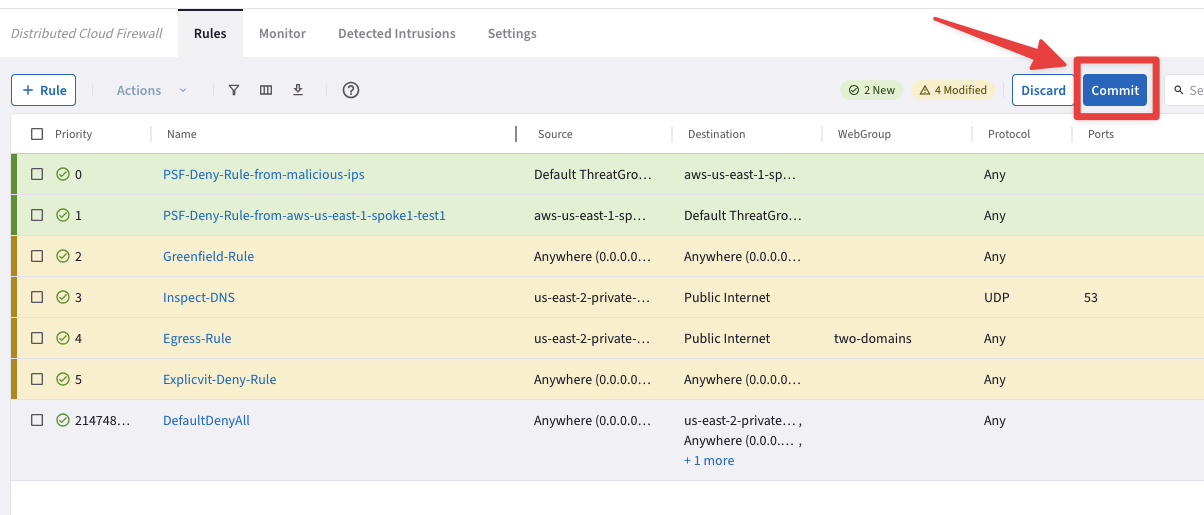 Distributed Cloud Firewall Rules Monitor Detected Intrusions Settings
+ Rule Actions 2 New 4 Modified Discard Commit Se
Priority Name Source Destination WebGroup Protocol Ports
0 PSF-Deny-Rule-from-malicious-ips Default ThreatGro… aws-us-east-1-sp… Any
1 PSF-Deny-Rule-from-aws-us-east-1-spoke1-test1 aws-us-east-1-sp… Default ThreatGro… Any
2 Greenfield-Rule Anywhere (0.0.0.0… Anywhere (0.0.0.0… Any
3 Inspect-DNS us-east-2-private-… Public Internet UDP 53
4 Egress-Rule us-east-2-private-… Public Internet two-domains Any
5 Explicvit-Deny-Rule Anywhere (0.0.0.0… Anywhere (0.0.0.0… Any
214748… DefaultDenyAll Anywhere (0.0.0.0… us-east-2-private… , Any
Anywhere (0.0.0.… ,
+ 1 more